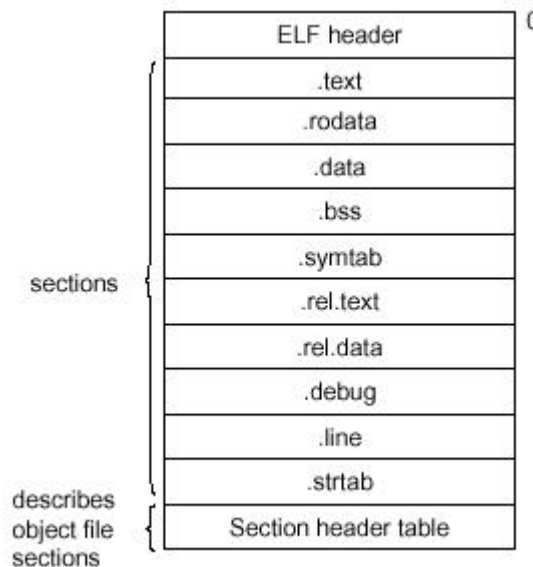 ELF header
0
.text
.rodata
.data
.bss
.symtab
sections
.rel.text
.rel.data
.debug
.line
.strtab
describes
object file
sections
Section header table